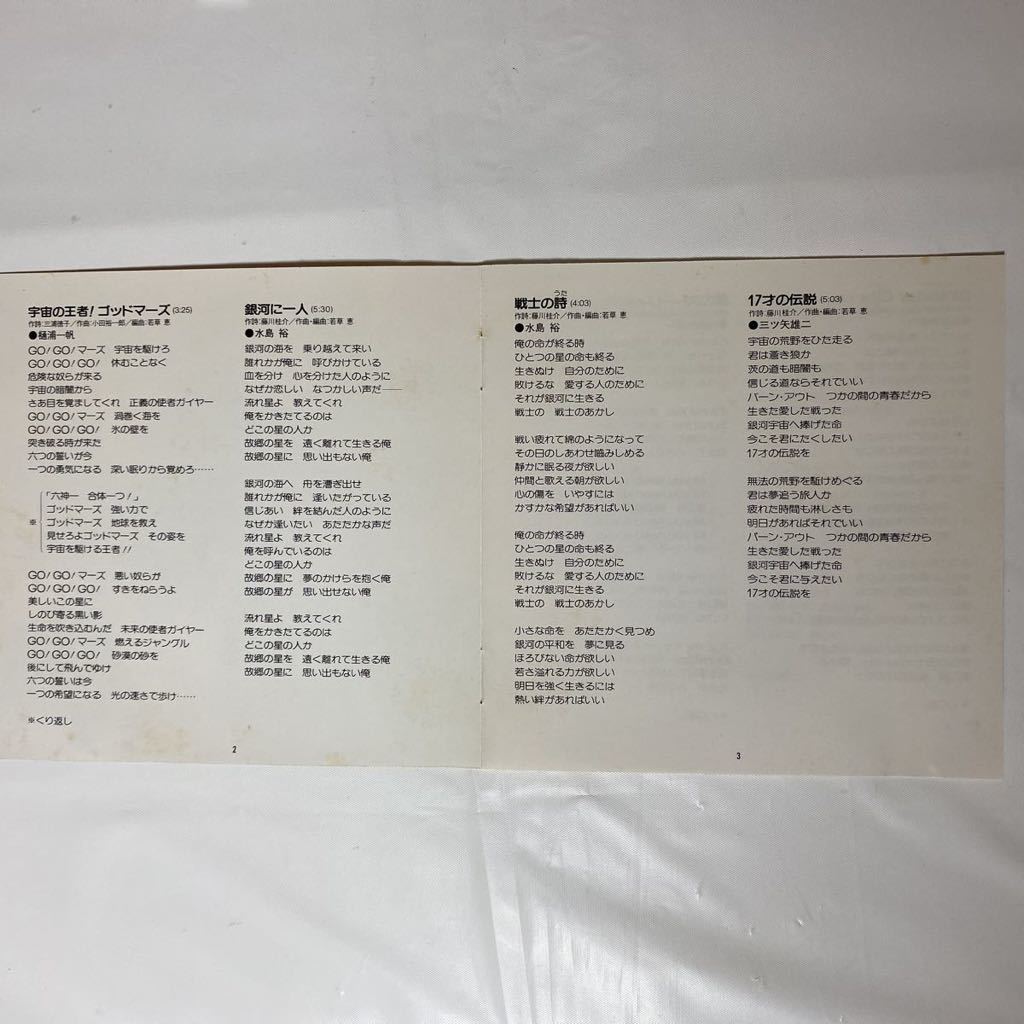 宇宙の王者!ゴッドマーズ (3:25)
作詩:三浦徳子/作曲:小田裕一郎/編曲:若草 恵
●樋浦一帆
GO!GO!マーズ 宇宙を駆けろ
GO!GO!GO! 休むことなく
危険な奴らが来る
宇宙の暗闇から
さあ目を覚ましてくれ 正義の使者ガイヤー
GO!GO!マーズ 渦巻く海を
GO!GO!GO! 氷の壁を
突き破る時が来た
六つの誓いが今
一つの勇気になる 深い眠りから覚めろ……
「六神一 合体一つ!」
ゴッドマーズ 強い力で
※ ゴッドマーズ 地球を救え
見せろよゴッドマーズ その姿を
宇宙を駆ける王者!!
GO!GO!マーズ 悪い奴らが
GO!GO!GO! すきをねらうよ
美しいこの星に
しのび寄る黒い影
生命を吹き込むんだ 未来の使者ガイヤー
GO!GO!マーズ 燃えるジャングル
GO!GO!GO! 砂漠の砂を
後にして飛んでゆけ
六つの誓いは今
一つの希望になる 光の速さで歩け……
※くり返し
2
銀河に一人 (5:30)
作詩:藤川桂介/作曲・編曲:若草 恵
●水島 裕
銀河の海を 乗り越えて来い
誰れかが俺に 呼びかけている
血を分け 心を分けた人のように
なぜか恋しい なつかしい声だ――
流れ星よ 教えてくれ
俺をかきたてるのは
どこの星の人か
故郷の星を 遠く離れて生きる俺
故郷の星に 思い出もない俺
銀河の海へ 舟を漕ぎ出せ
誰れかが俺に 逢いたがっている
信じあい 絆を結んだ人のように
なぜか逢いたい あたたかな声だ
流れ星よ 教えてくれ
俺を呼んでいるのは
どこの星の人か
故郷の星に 夢のかけらを抱く俺
故郷の星が 思い出せない俺
流れ星よ 教えてくれ
俺をかきたてるのは
どこの星の人か
故郷の星を 遠く離れて生きる俺
故郷の星に 思い出もない俺
うた
戦士の詩 (4:03)
作詩:藤川桂介/作曲・編曲:若草 恵
●水島 裕
俺の命が終る時
ひとつの星の命も終る
生きぬけ 自分のために
敗けるな 愛する人のために
それが銀河に生きる
戦士の 戦士のあかし
戦い疲れて綿のようになって
その日のしあわせ噛みしめる
静かに眠る夜が欲しい
仲間と歌える朝が欲しい
心の傷を いやすには
かすかな希望があればいい
俺の命が終る時
ひとつの星の命も終る
生きぬけ 自分のために
敗けるな 愛する人のために
それが銀河に生きる
戦士の 戦士のあかし
小さな命を あたたかく見つめ
銀河の平和を 夢に見る
ほろびない命が欲しい
若さ溢れる力が欲しい
明日を強く生きるには
熱い絆があればいい
17才の伝説 (5:03)
作詩:藤川桂介/作曲・編曲:若草 恵
●三ツ矢雄二
宇宙の荒野をひた走る
君は蒼き狼か
茨の道も暗闇も
信じる道ならそれでいい
バーン・アウト つかの間の青春だから
生きた愛した戦った
銀河宇宙へ捧げた命
今こそ君にたくしたい
17才の伝説を
無法の荒野を駈けめぐる
君は夢追う旅人か
疲れた時間も淋しさも
明日があればそれでいい
バーン・アウト つかの間の青春だから
生きた愛した戦った
銀河宇宙へ捧げた命
今こそ君に与えたい
17才の伝説を
3